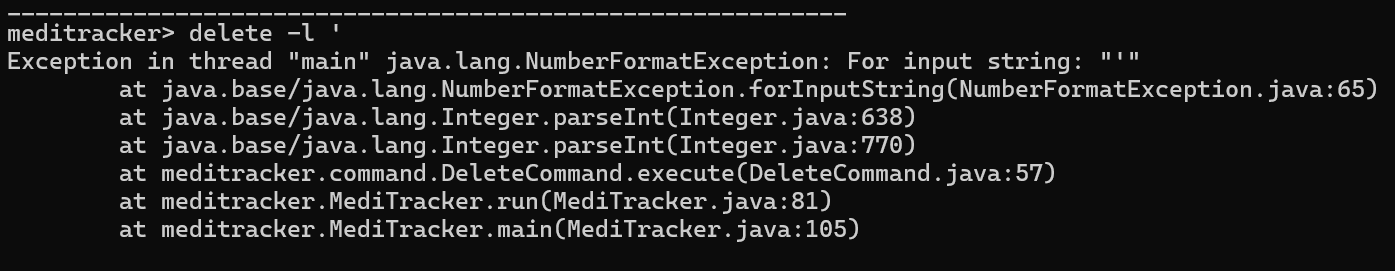 ____________________________________________________________
meditracker> delete -l '
Exception in thread "main" java.lang.NumberFormatException: For input string: "'"
        at java.base/java.lang.NumberFormatException.forInputString(NumberFormatException.java:65)
        at java.base/java.lang.Integer.parseInt(Integer.java:638)
        at java.base/java.lang.Integer.parseInt(Integer.java:770)
        at meditracker.command.DeleteCommand.execute(DeleteCommand.java:57)
        at meditracker.MediTracker.run(MediTracker.java:81)
        at meditracker.MediTracker.main(MediTracker.java:105)